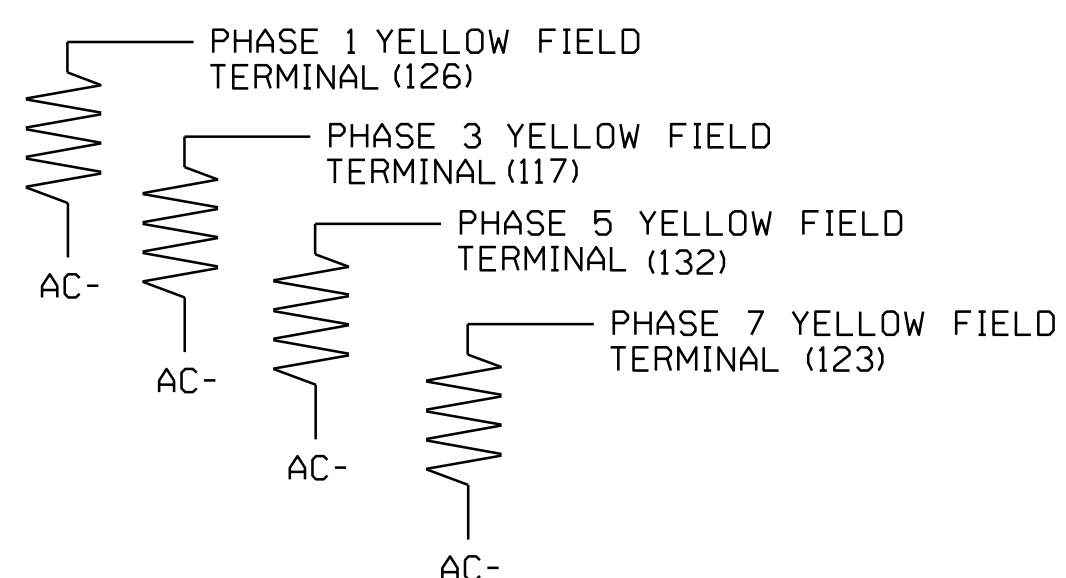 PHASE 1 YELLOW FIELD
TERMINAL (126)
PHASE 3 YELLOW FIELD
TERMINAL (117)
PHASE 5 YELLOW FIELD
TERMINAL (132)
AC-
PHASE 7 YELLOW FIELD
TERMINAL (123)
AC-
AC-
AC-